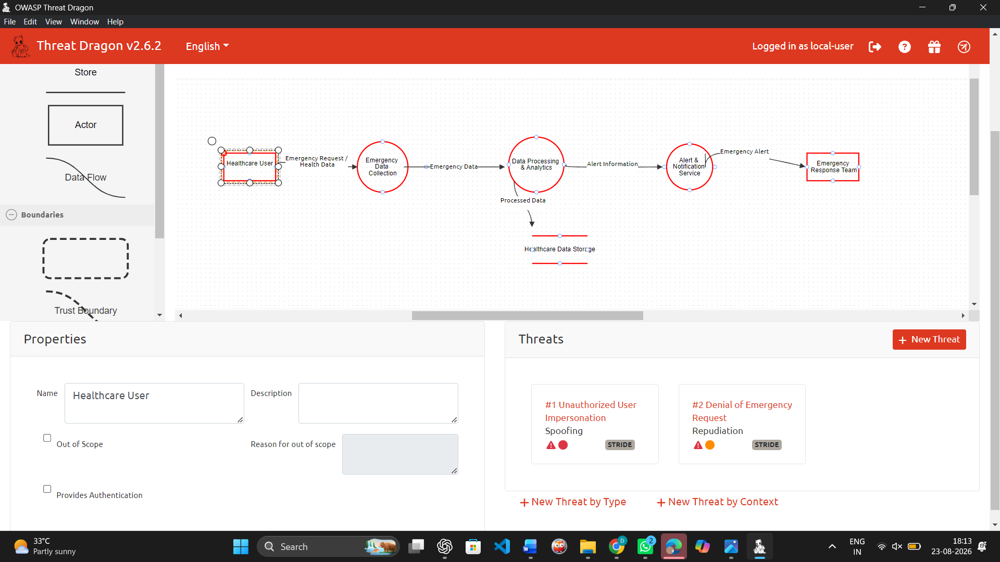 OWASP Threat Dragon
File Edit View Window Help
Threat Dragon v2.6.2
English
Logged in as local-user
Store
Actor
Data Flow
Boundaries
Trust Boundary
Healthcare User
Emergency Request /
Health Data
Emergency
Data
Collection
Emergency Data
Data Processing
& Analytics
Alert Information
Alert &
Notification
Service
Emergency Alert
Emergency
Response Team
Processed Data
Healthcare Data Storage
Properties
Name
Healthcare User
Description
Out of Scope
Reason for out of scope
Provides Authentication
Threats
New Threat
#1 Unauthorized User
Impersonation
Spoofing
STRIDE
#2 Denial of Emergency
Request
Repudiation
STRIDE
New Threat by Type
New Threat by Context
33°C
Partly sunny
Search
D
2
ENG
IN
18:13
23-08-2026